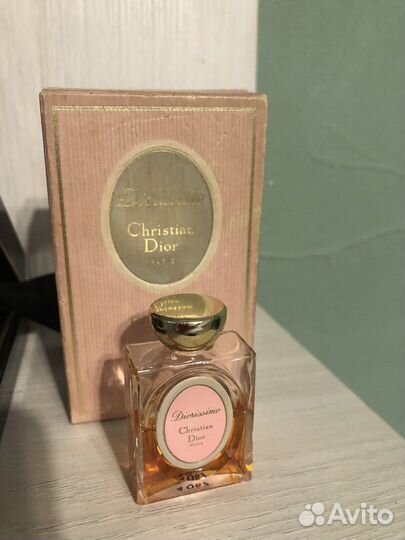 Diorissimo
Christian
Dior
Diorissimo
Christian
Dior
PARIS
Avito